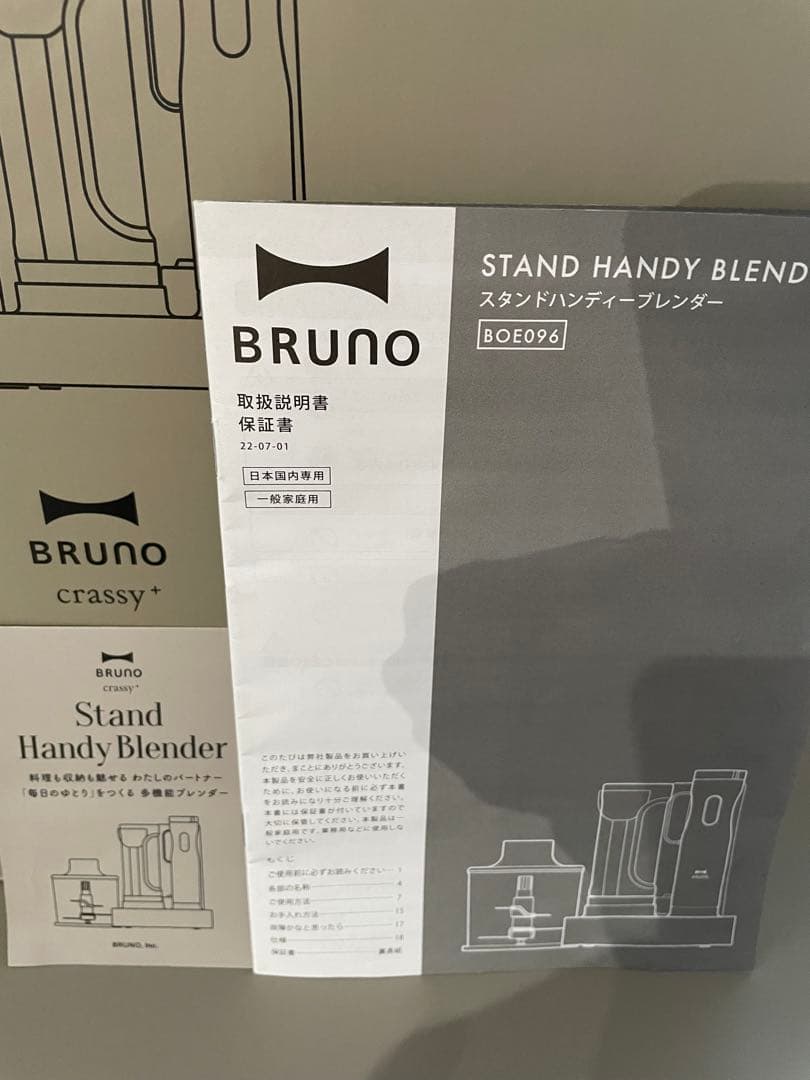 BRUNO
取扱説明書
保証書
22-07-01
日本国内専用
一般家庭用
STAND HANDY BLEND
スタンドハンディーブレンダー
BOE096
このたびは弊社製品をお買い上げい
ただき、まことにありがとうございます。
本製品を安全に正しくお使いいただく
ために、お使いになる前に必ず本書
をお読みになり十分ご理解ください。
本書には保証書が付いていますので
大切に保管してください。本製品は一
般家庭用です。業務用などに使用しな
いでください。
もくじ
ご使用前に必ずお読みください 1
各部の名称 4
ご使用方法 7
お手入れ方法 15
故障かなと思ったら 17
仕様 18
保証書 裏表紙
BRUNO
BRUNO
crassy+
BRUNO
crassy+
Stand
Handy Blender
料理も収納も魅せる わたしのパートナー
「毎日のゆとり」をつくる 多機能ブレンダー
BRUNO, Inc.